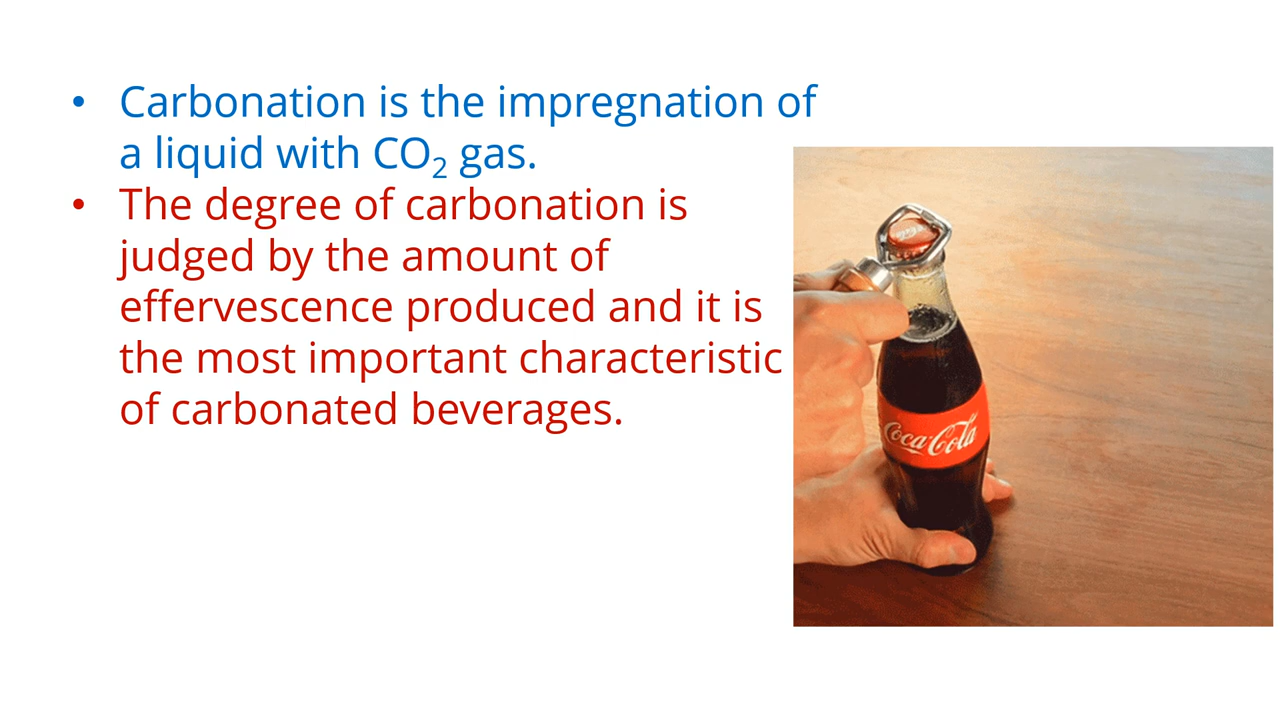 • Carbonation is the impregnation of
a liquid with CO₂ gas.
• The degree of carbonation is
judged by the amount of
effervescence produced and it is
the most important characteristic
of carbonated beverages.
Coca-Cola